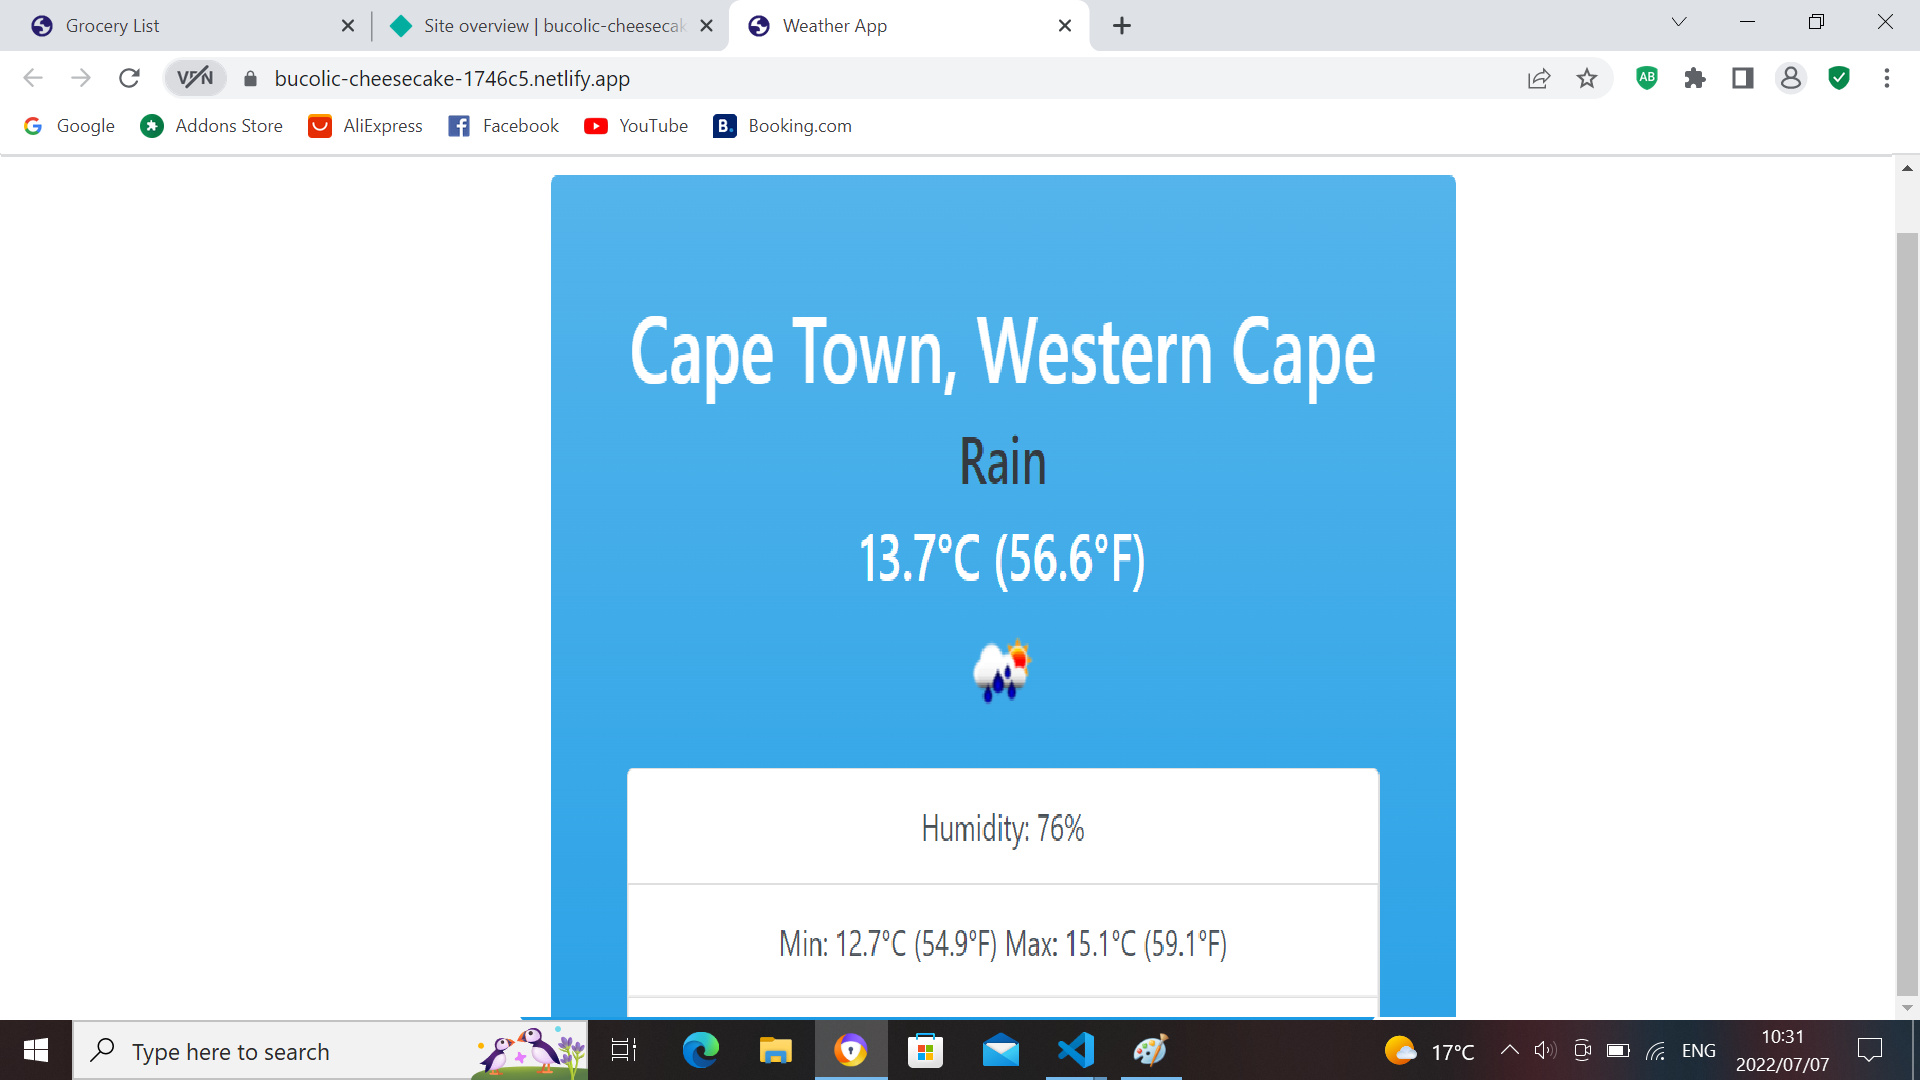 Grocery List
Site overview | bucolic-cheesecak
Weather App
VPN
bucolic-cheesecake-1746c5.netlify.app
AB
Google
Addons Store
AliExpress
Facebook
YouTube
B. Booking.com
Cape Town, Western Cape
Rain
13.7°C (56.6°F)
Humidity: 76%
Min: 12.7°C (54.9°F) Max: 15.1°C (59.1°F)
Type here to search
17°C
ENG
10:31
2022/07/07